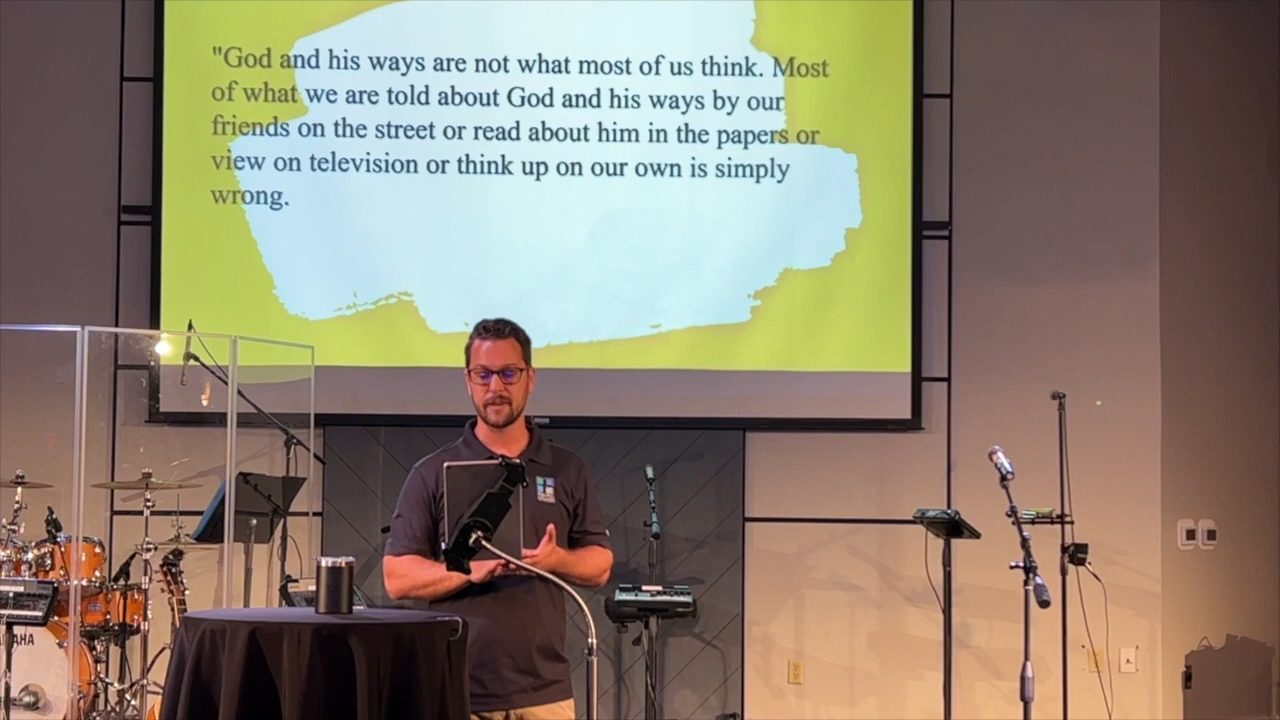 "God and his ways are not what most of us think. Most
of what we are told about God and his ways by our
friends on the street or read about him in the papers or
view on television or think up on our own is simply
wrong.
YAMAHA